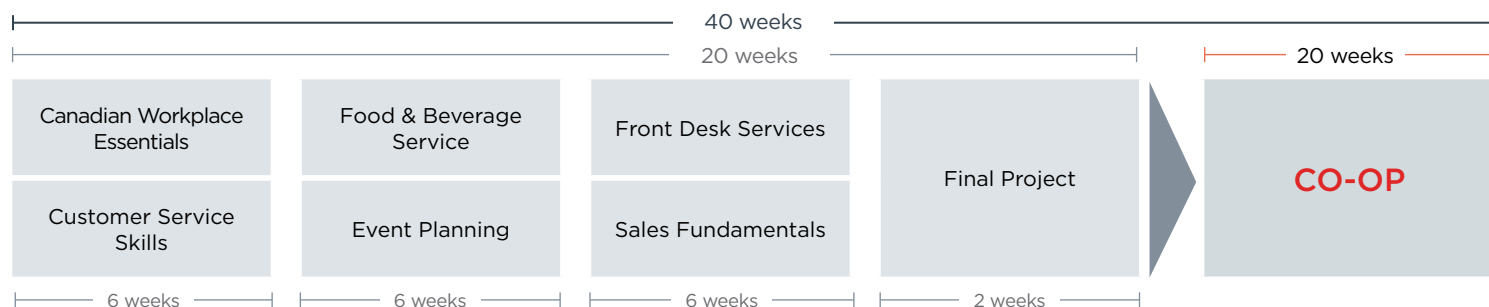 40 weeks
20 weeks
20 weeks
Canadian Workplace
Essentials
Food & Beverage
Service
Front Desk Services
Final Project
CO-OP
Customer Service
Skills
Event Planning
Sales Fundamentals
6 weeks
6 weeks
6 weeks
2 weeks